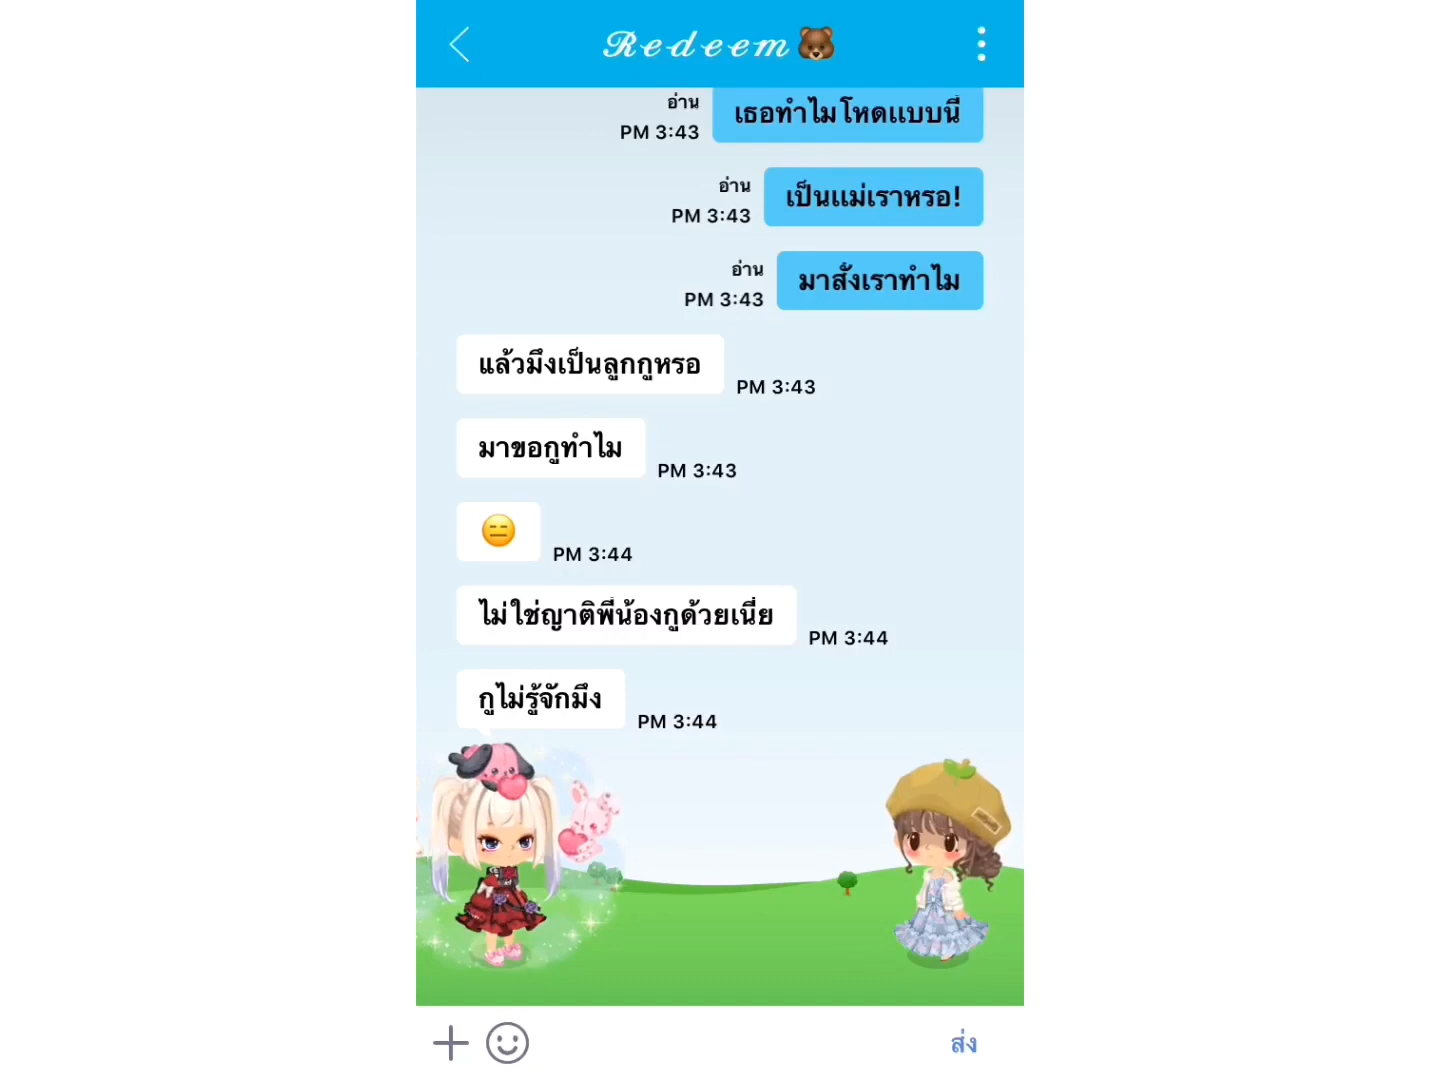 𝓡𝓮𝓭𝓮𝓮𝓶🐻
อ่าน
PM 3:43
เธอทำไมโหดแบบนี้
อ่าน
PM 3:43
เป็นแม่เราหรอ!
อ่าน
PM 3:43
มาสั่งเราทำไม
แล้วมึงเป็นลูกกูหรอ
PM 3:43
มาขอกูทำไม
PM 3:43
😑
PM 3:44
ไม่ใช่ญาติพี่น้องกูด้วยเนี่ย
PM 3:44
กูไม่รู้จักมึง
PM 3:44
ส่ง